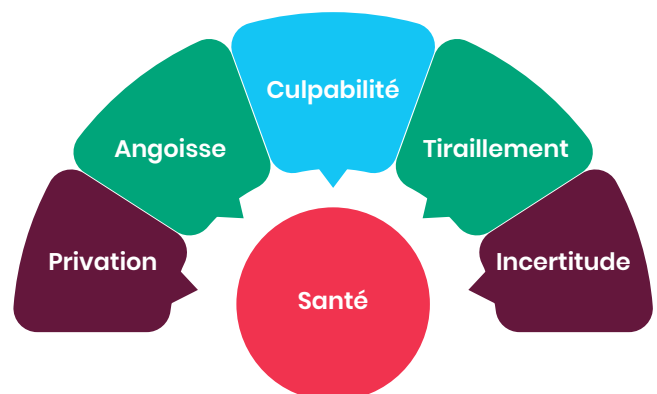 Culpabilité
Angoisse
Tiraillement
Privation
Incertitude
Santé